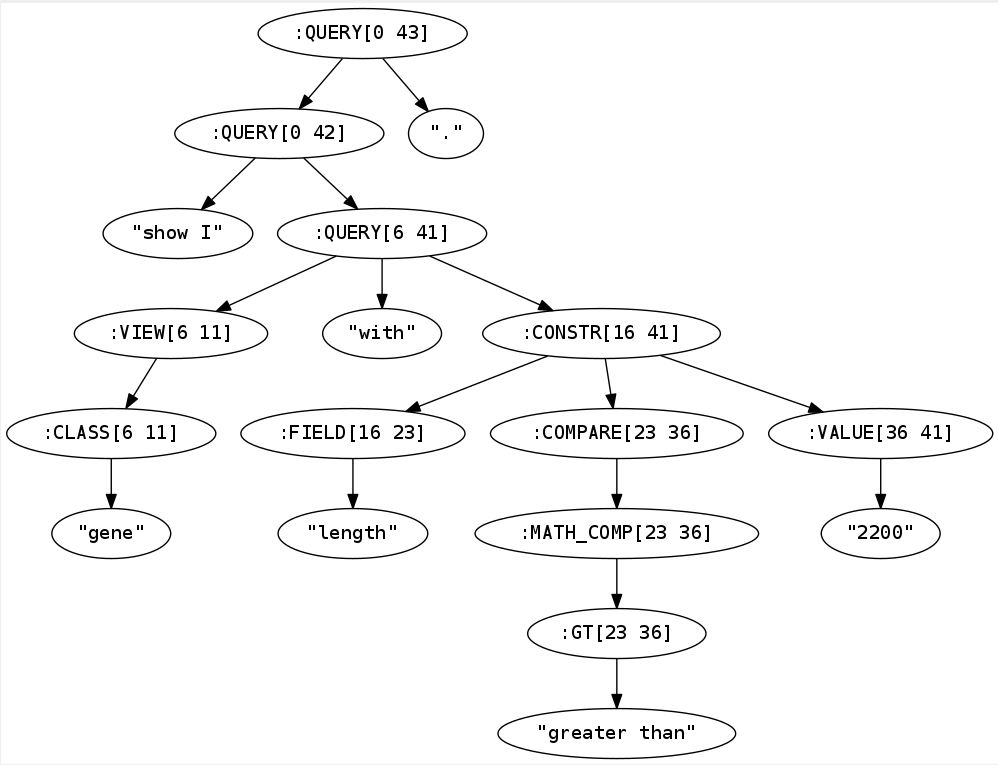 :QUERY[0 43]
:QUERY[0 42]
"."
"show I"
:QUERY[6 41]
:VIEW[6 11]
"with"
:CONSTR[16 41]
:CLASS[6 11]
:FIELD[16 23]
:COMPARE[23 36]
:VALUE[36 41]
"gene"
"length"
:MATH_COMP[23 36]
"2200"
:GT[23 36]
"greater than"